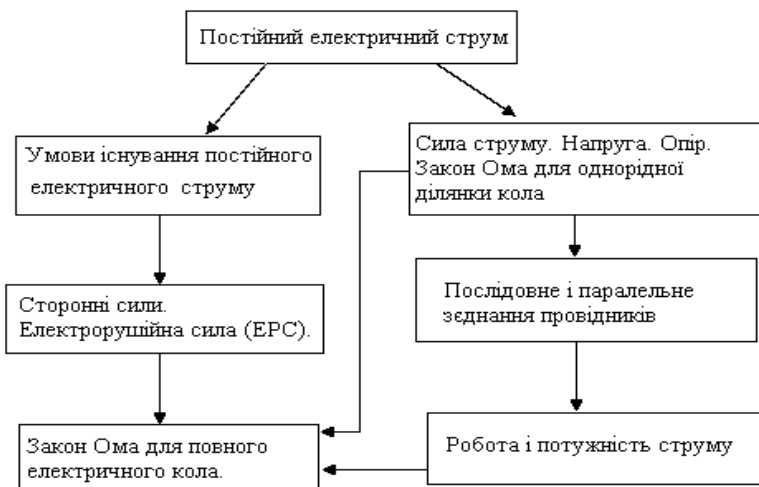 Постійний електричний струм
Умови існування постійного
електричного струму
Сила струму. Напруга. Опір.
Закон Ома для однорідної
ділянки кола
Сторонні сили.
Електрорушійна сила (ЕРС).
Послідовне і паралельне
зєднання провідників
Закон Ома для повного
електричного кола.
Робота і потужність струму